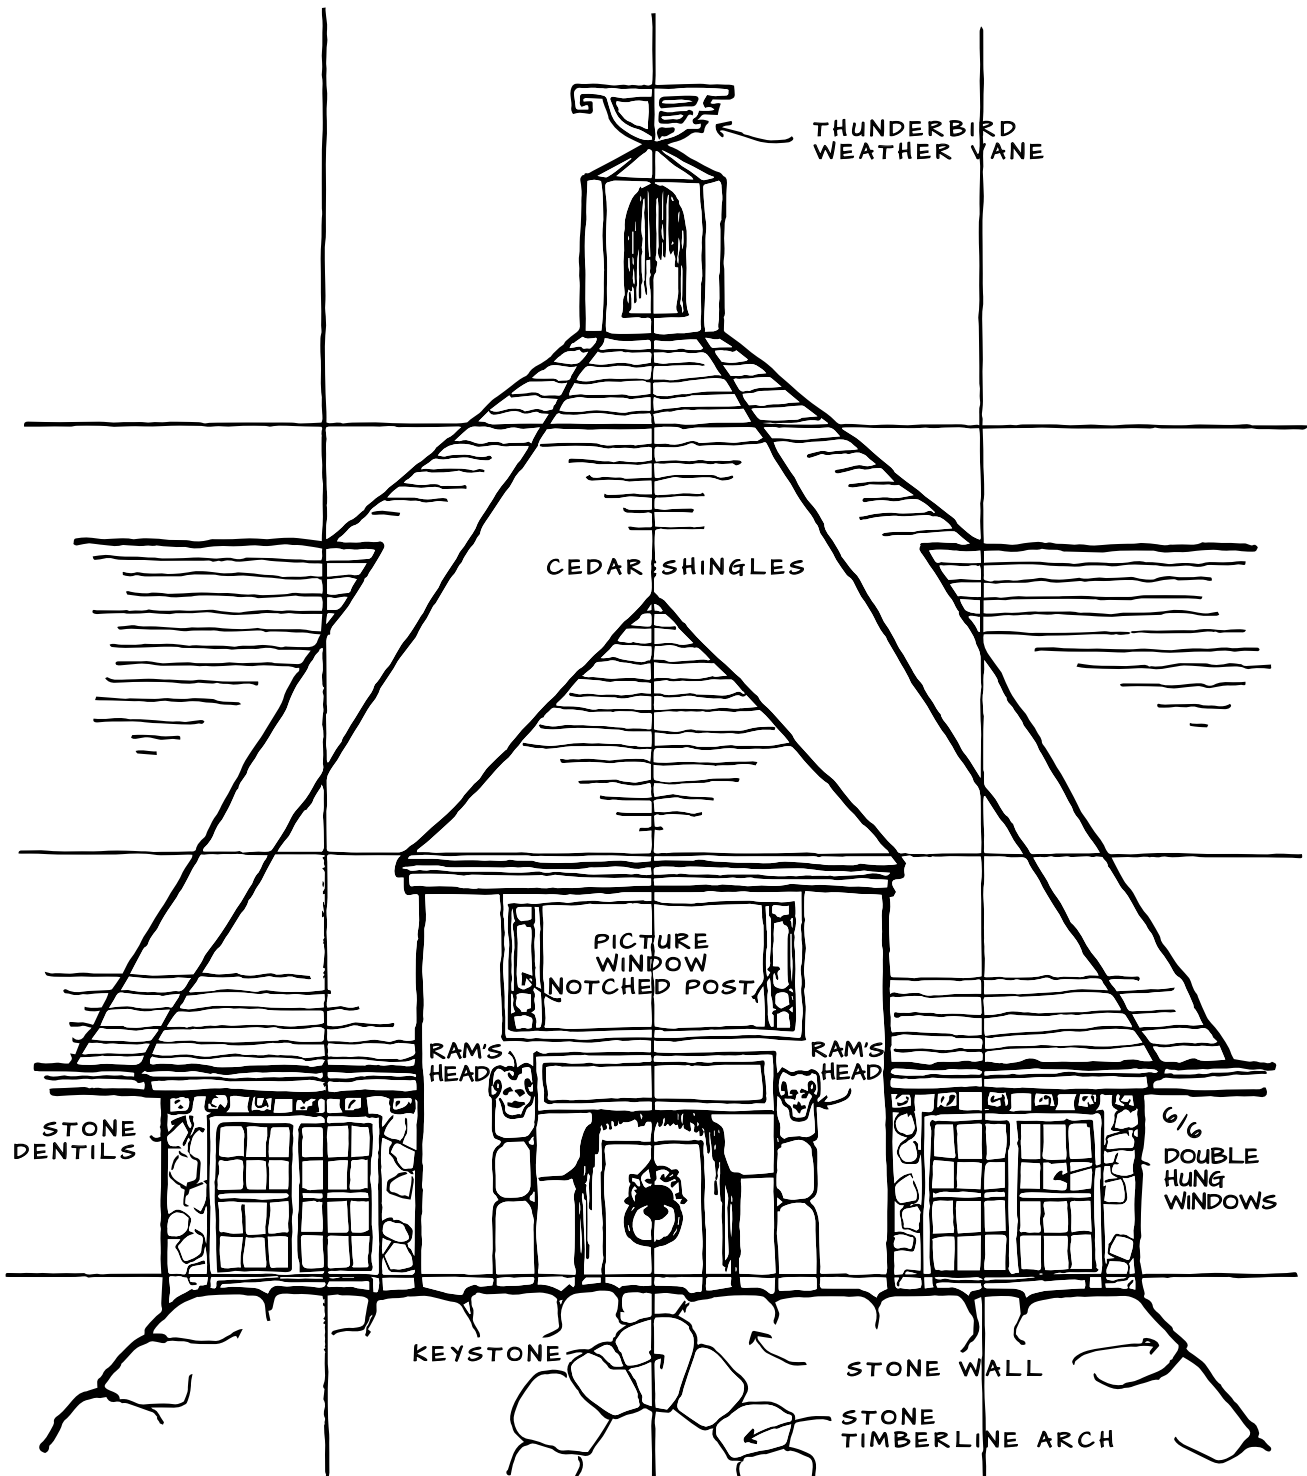 THUNDERBIRD
WEATHER VANE
CEDAR SHINGLES
PICTURE
WINDOW
NOTCHED POST
RAM'S
HEAD
RAM'S
HEAD
STONE
DENTILS
6/6
DOUBLE
HUNG
WINDOWS
KEYSTONE
STONE WALL
STONE
TIMBERLINE ARCH